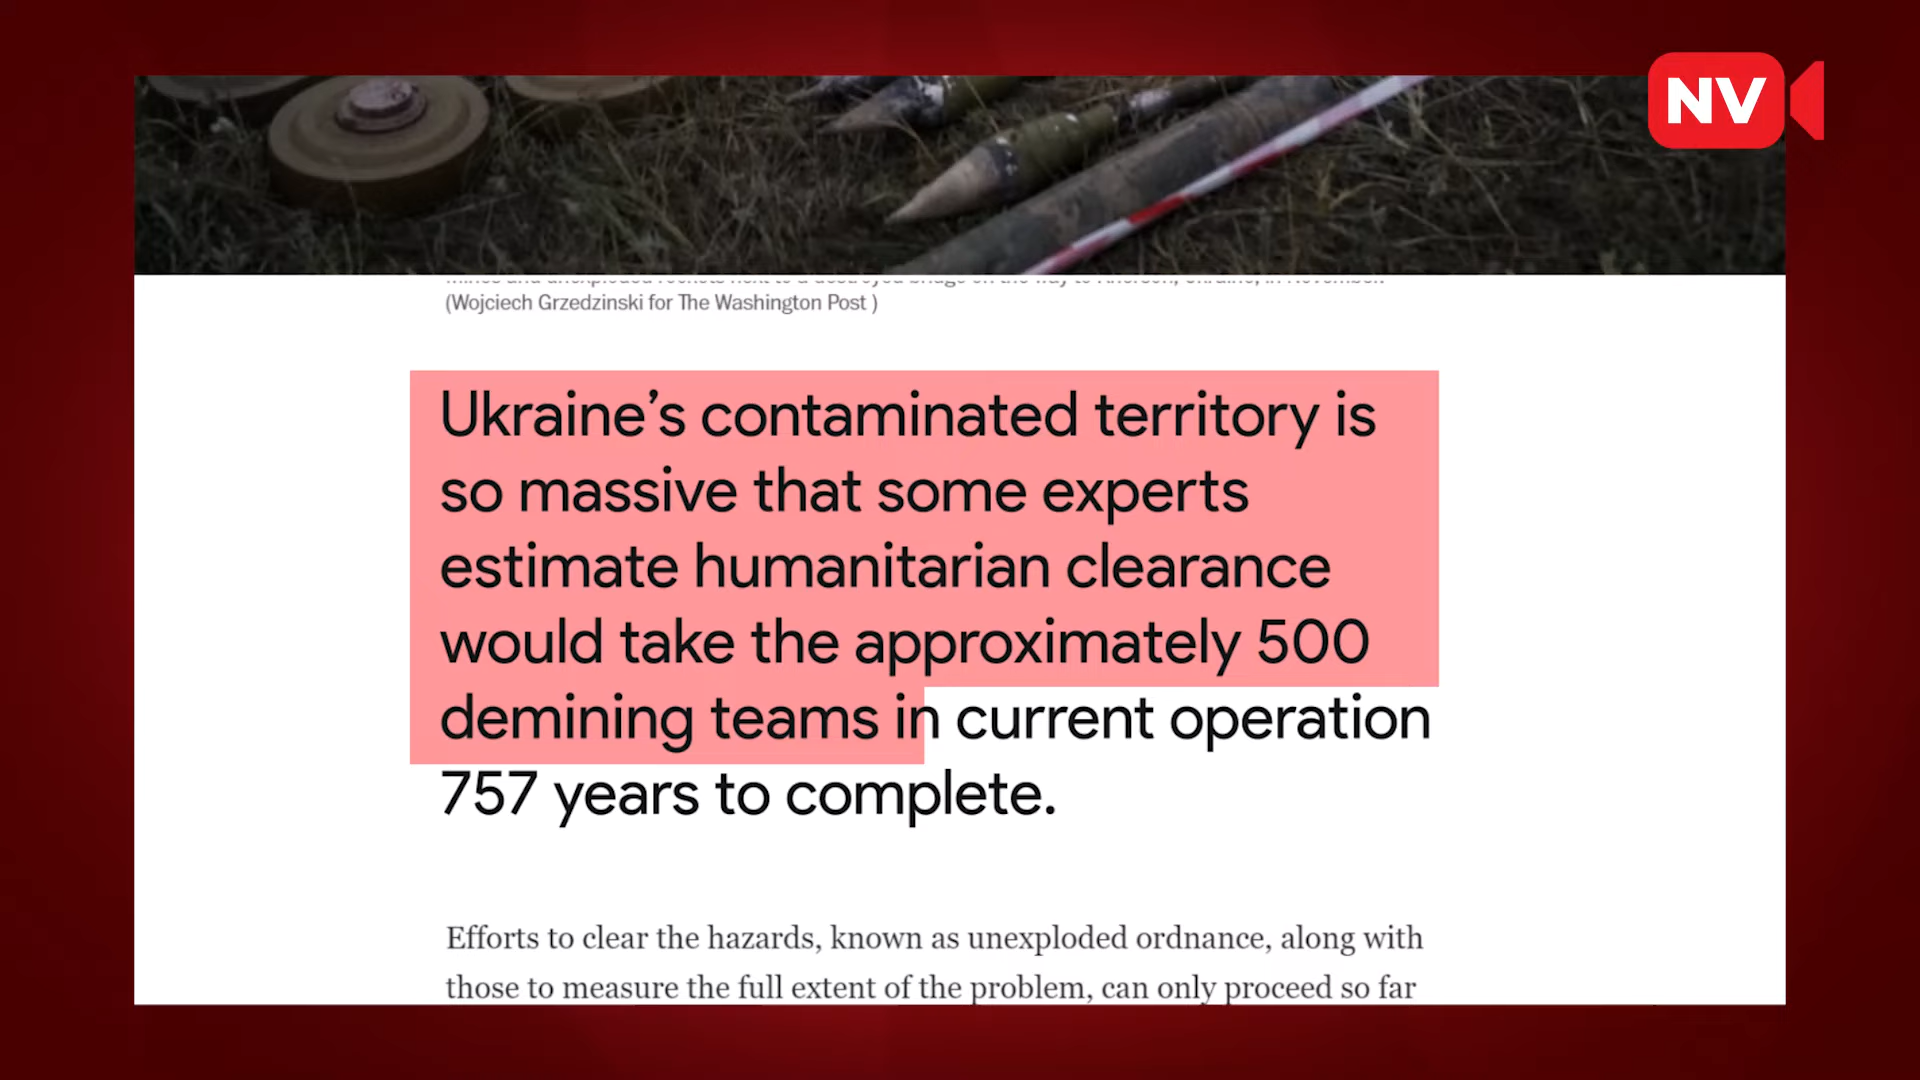 NV
(Wojciech Grzedzinski for The Washington Post )
Ukraine’s contaminated territory is
so massive that some experts
estimate humanitarian clearance
would take the approximately 500
demining teams in current operation
757 years to complete.
Efforts to clear the hazards, known as unexploded ordnance, along with
those to measure the full extent of the problem, can only proceed so far